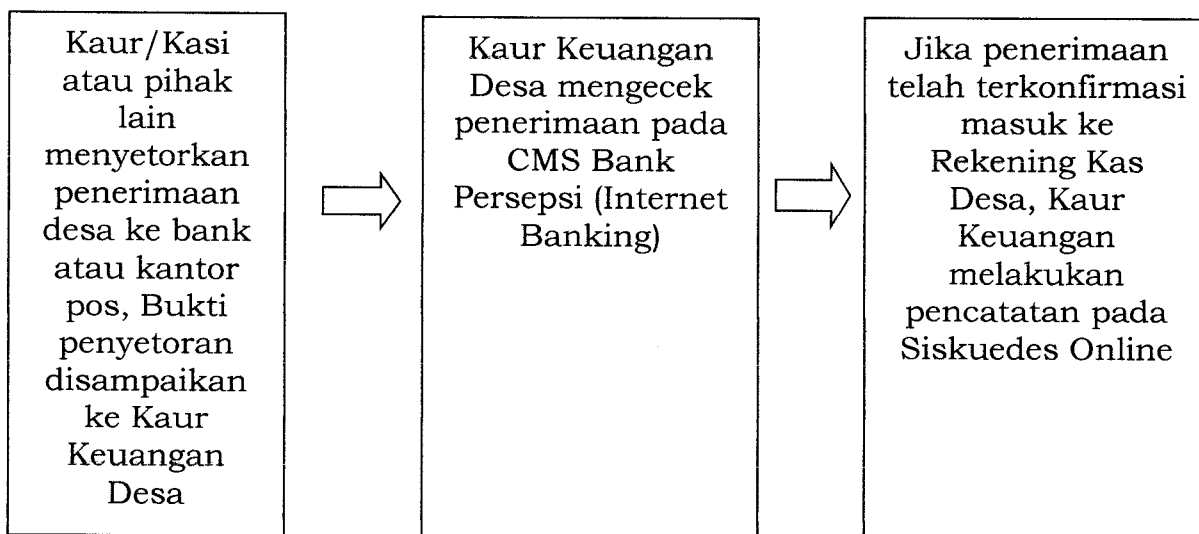 Kaur/Kasi
atau pihak
lain
menyetorkan
penerimaan
desa ke bank
atau kantor
pos, Bukti
penyetoran
disampaikan
ke Kaur
Keuangan
Desa
Kaur Keuangan
Desa mengecek
penerimaan pada
CMS Bank
Persepsi (Internet
Banking)
Jika penerimaan
telah terkonfirmasi
masuk ke
Rekening Kas
Desa, Kaur
Keuangan
melakukan
pencatatan pada
Siskuedes Online